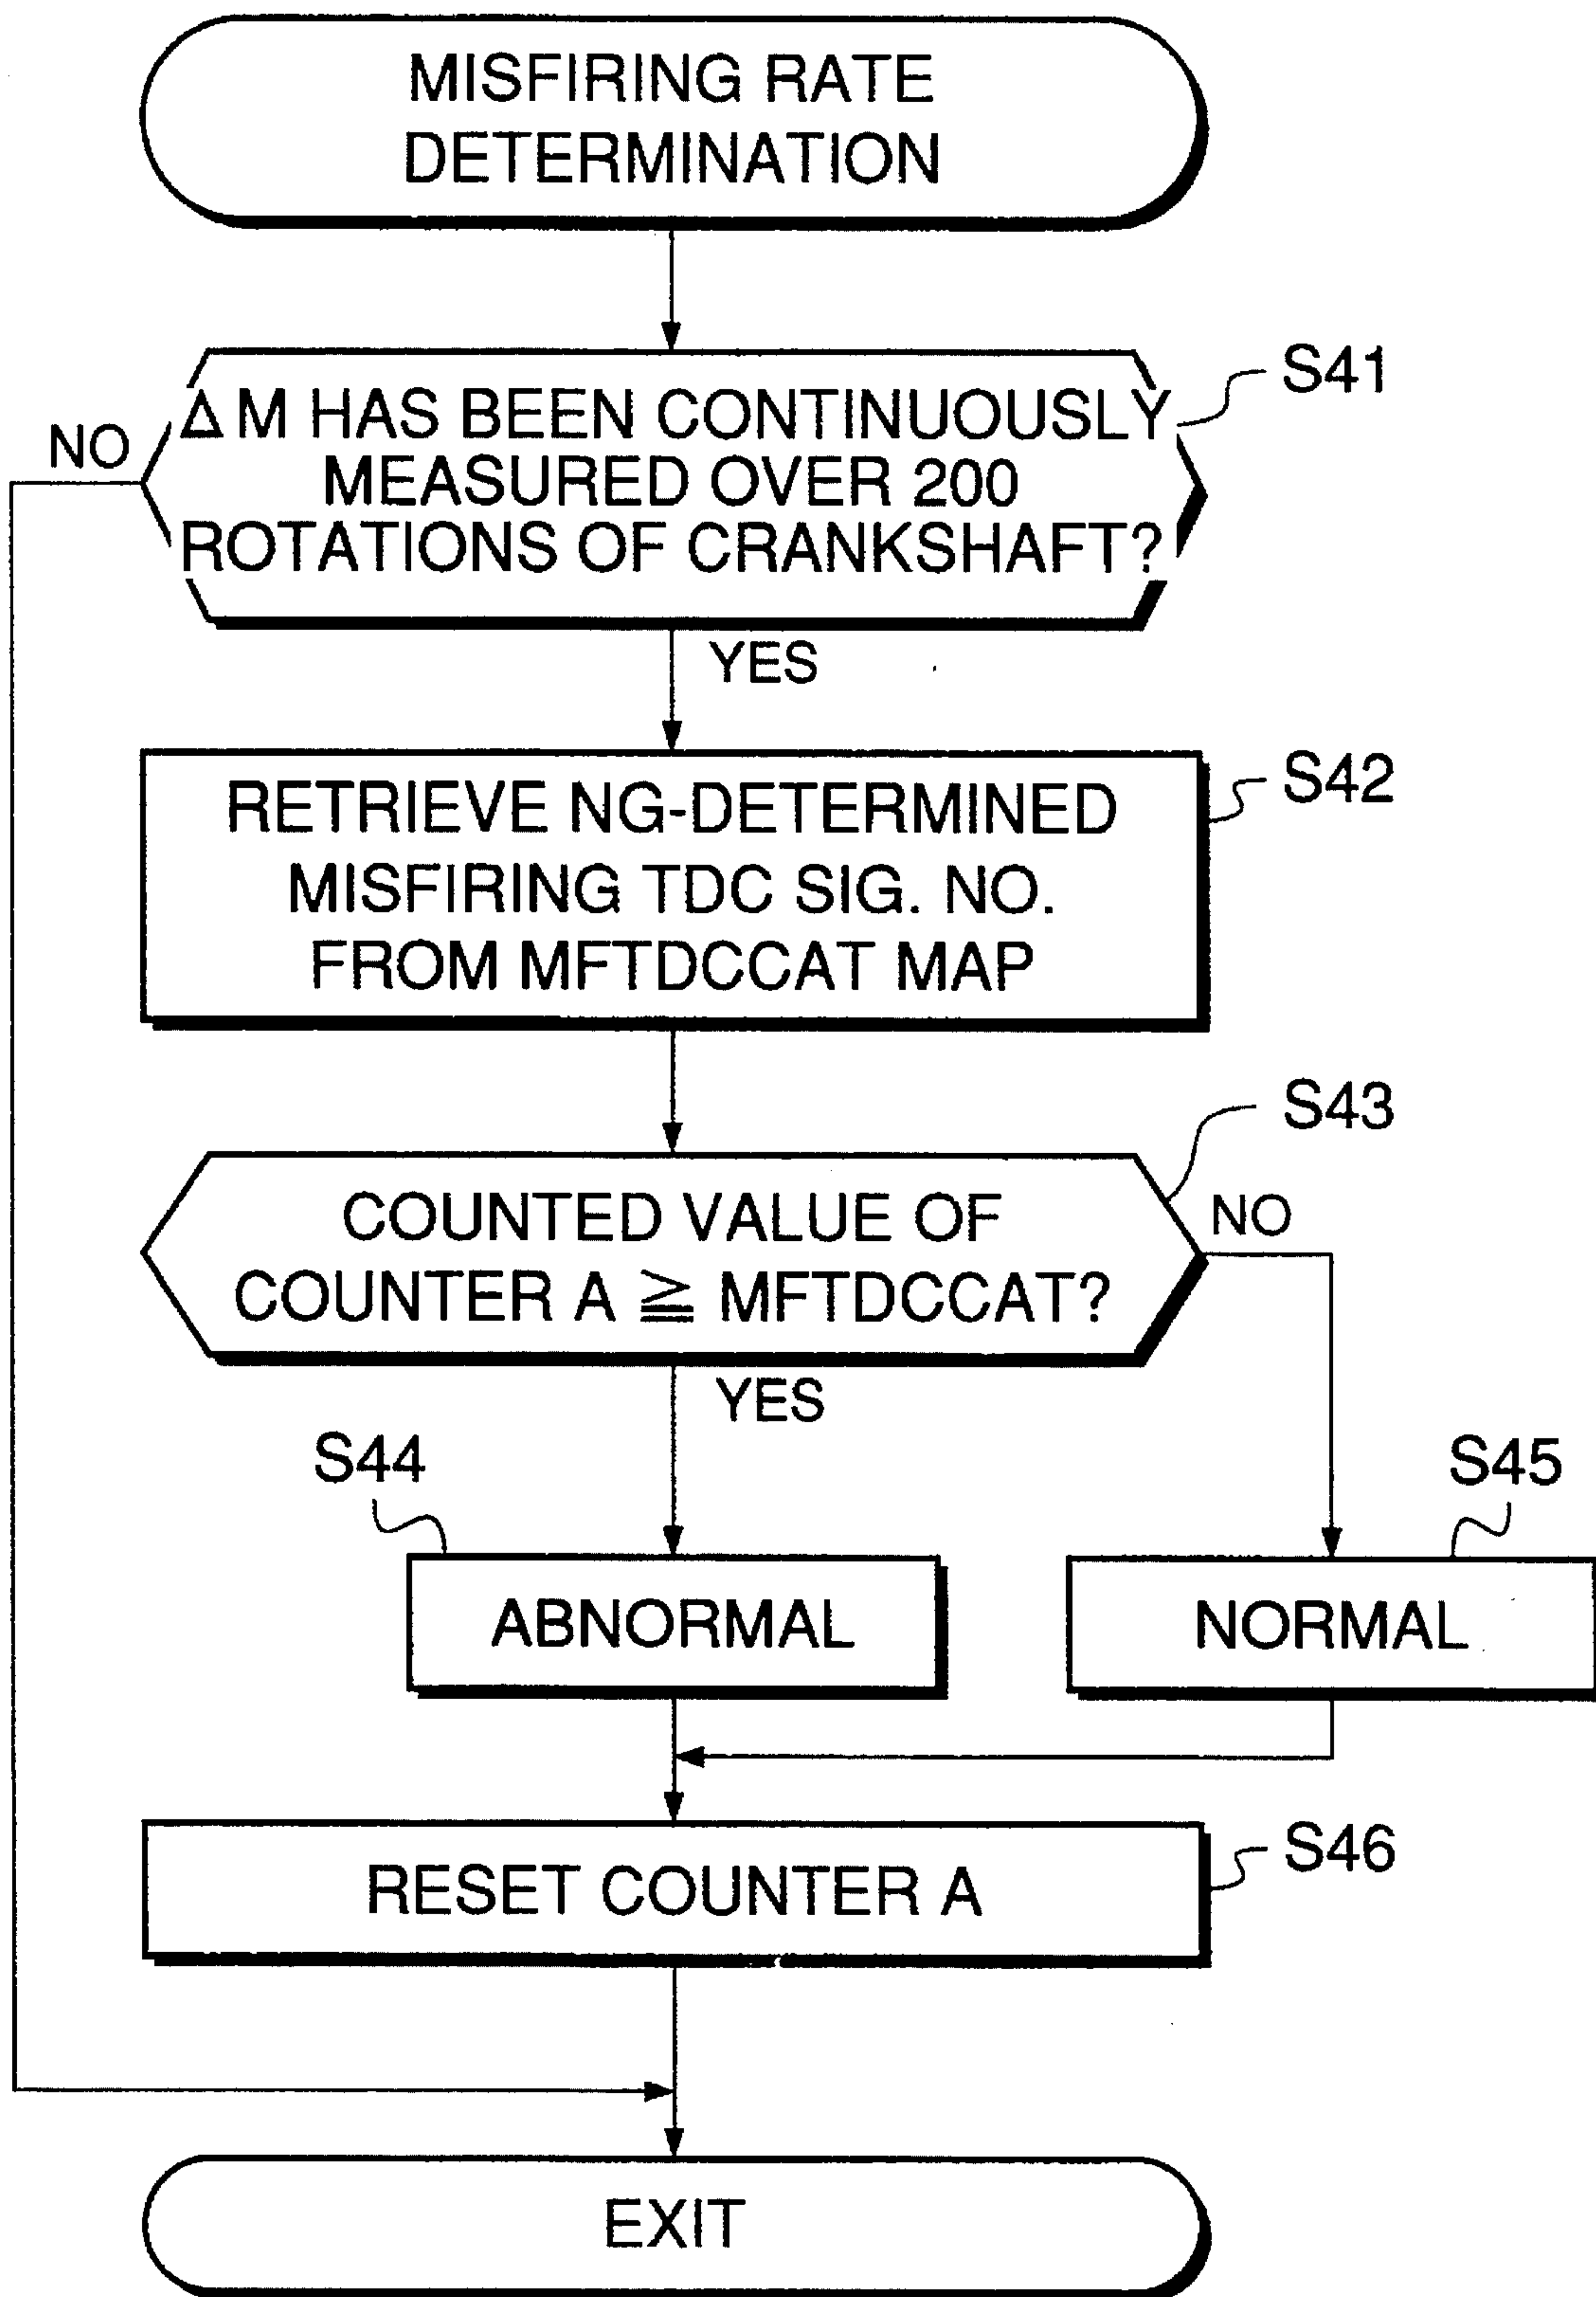 MISFIRING RATE
DETERMINATION
S41
NO
Δ M HAS BEEN CONTINUOUSLY
MEASURED OVER 200
ROTATIONS OF CRANKSHAFT?
YES
S42
RETRIEVE NG-DETERMINED
MISFIRING TDC SIG. NO.
FROM MFTDCCAT MAP
S43
COUNTED VALUE OF
COUNTER A ≧ MFTDCCAT?
NO
YES
S44
S45
ABNORMAL
NORMAL
S46
RESET COUNTER A
EXIT